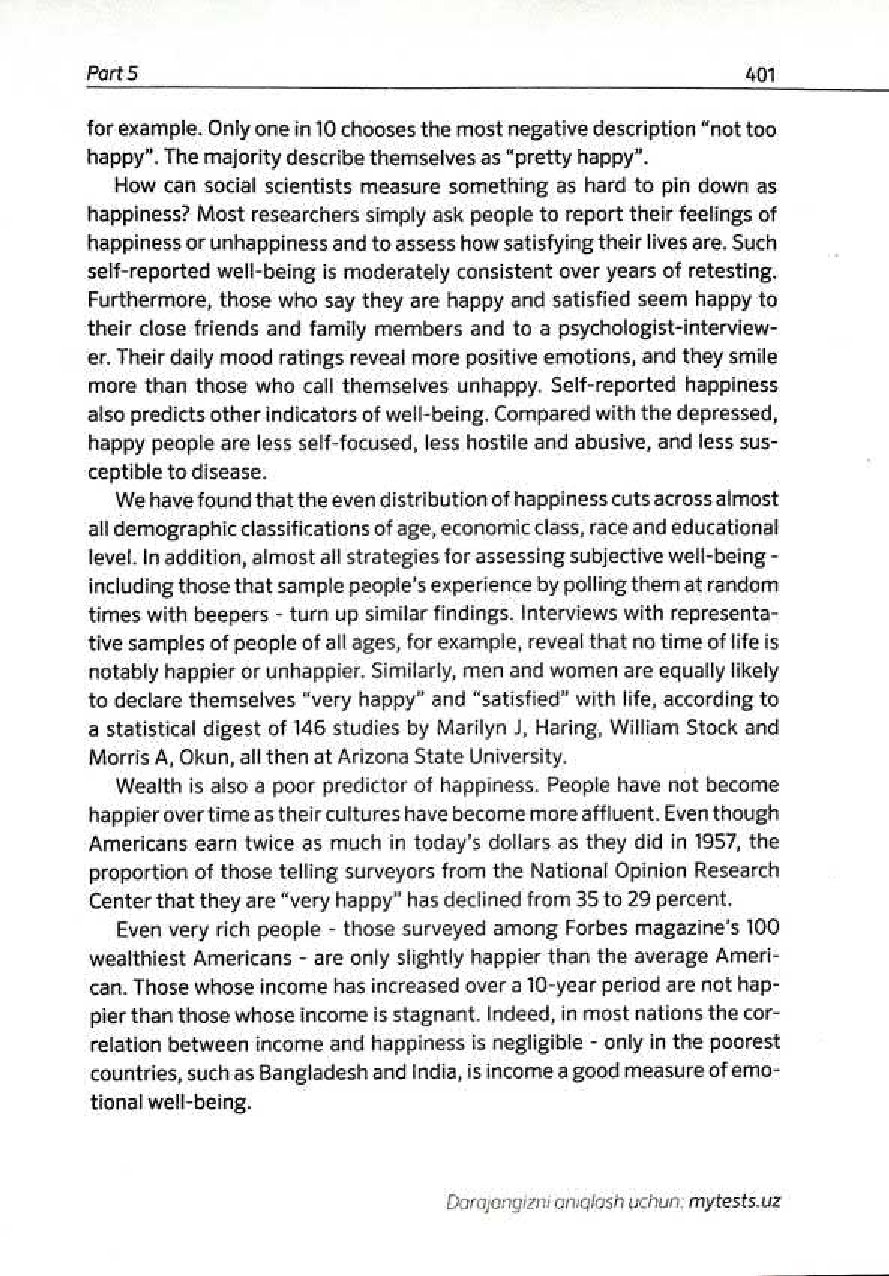 Part 5 401
for example. Only one in 10 chooses the most negative description "not too
happy". The majority describe themselves as "pretty happy".
How can social scientists measure something as hard to pin down as
happiness? Most researchers simply ask people to report their feelings of
happiness or unhappiness and to assess how satisfying their lives are. Such
self-reported well-being is moderately consistent over years of retesting.
Furthermore, those who say they are happy and satisfied seem happy to
their close friends and family members and to a psychologist-interview-
er. Their daily mood ratings reveal more positive emotions, and they smile
more than those who call themselves unhappy. Self-reported happiness
also predicts other indicators of well-being. Compared with the depressed,
happy people are less self-focused, less hostile and abusive, and less sus-
ceptible to disease.
We have found that the even distribution of happiness cuts across almost
all demographic classifications of age, economic class, race and educational
level. In addition, almost all strategies for assessing subjective well-being -
including those that sample people's experience by polling them at random
times with beepers - turn up similar findings. Interviews with representa-
tive samples of people of all ages, for example, reveal that no time of life is
notably happier or unhappier. Similarly, men and women are equally likely
to declare themselves "very happy" and "satisfied" with life, according to
a statistical digest of 146 studies by Marilyn J, Haring, William Stock and
Morris A, Okun, all then at Arizona State University.
Wealth is also a poor predictor of happiness. People have not become
happier over time as their cultures have become more affluent. Even though
Americans earn twice as much in today's dollars as they did in 1957, the
proportion of those telling surveyors from the National Opinion Research
Center that they are "very happy" has declined from 35 to 29 percent.
Even very rich people - those surveyed among Forbes magazine's 100
wealthiest Americans - are only slightly happier than the average Ameri-
can. Those whose income has increased over a 10-year period are not hap-
pier than those whose income is stagnant. Indeed, in most nations the cor-
relation between income and happiness is negligible - only in the poorest
countries, such as Bangladesh and India, is income a good measure of emo-
tional well-being.
Darajangizni aniqlash uchun: mytests.uz